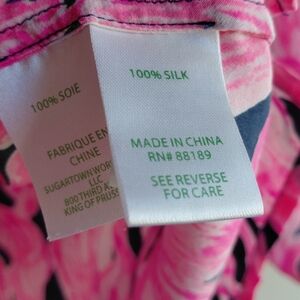 100% SOIE
FABRIQUE EN
CHINE
SUGARTOWN WOR
LLC
800 THIRD A
KING OF PRUSS
100% SILK
MADE IN CHINA
RN# 88189
SEE REVERSE
FOR CARE